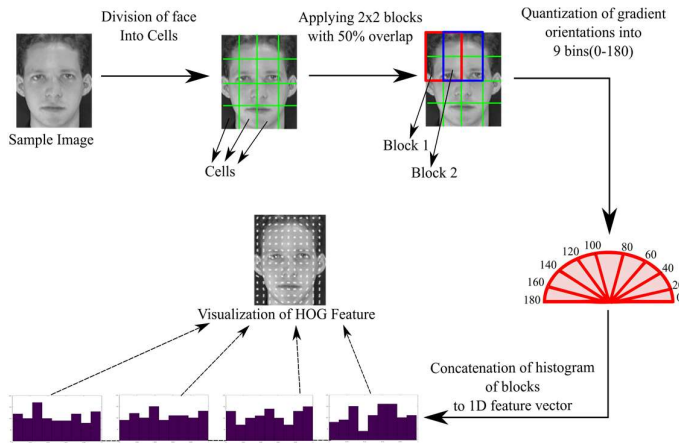 Division of face
Into Cells
Applying 2x2 blocks
with 50% overlap
Quantization of gradient
orientations into
9 bins(0-180)
Sample Image
Cells
Block 1
Block 2
100
80
120
60
140
40
160
20
180
0
Visualization of HOG Feature
Concatenation of histogram
of blocks
to 1D feature vector